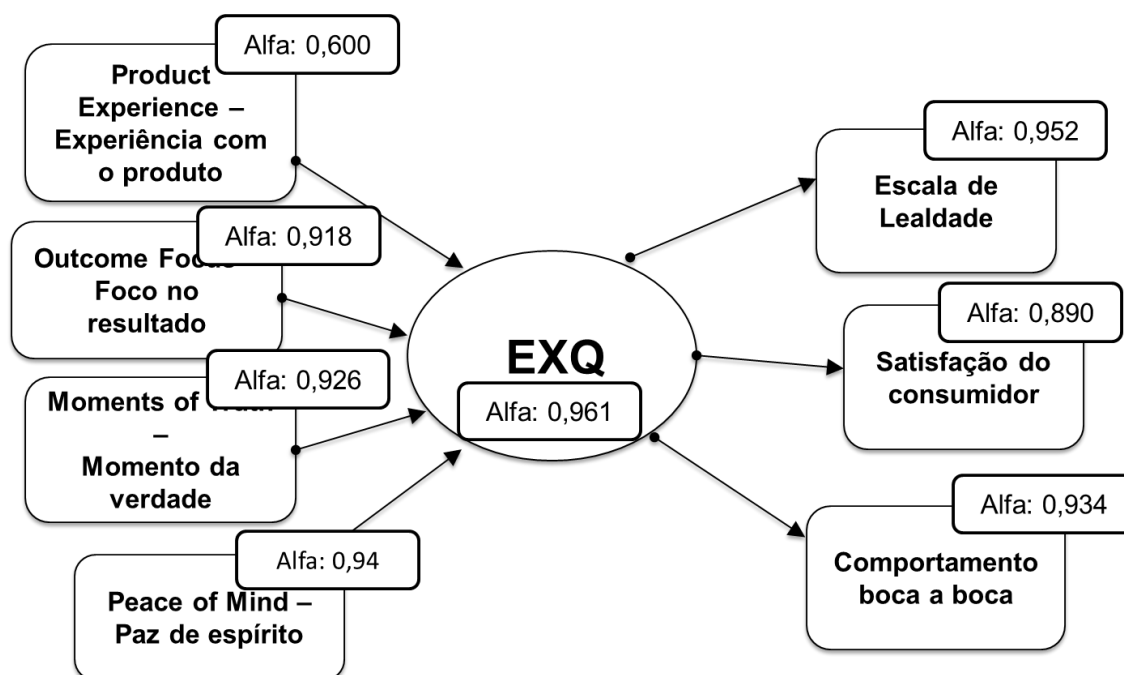 Alfa: 0,600
Product
Experience –
Experiência com
o produto
Alfa: 0,918
Outcome
Foco no
resultado
Alfa: 0,926
Moments of
–
Momento da
verdade
Alfa: 0,94
Peace of Mind –
Paz de espírito
EXQ
Alfa: 0,961
Alfa: 0,952
Escala de
Lealdade
Alfa: 0,890
Satisfação do
consumidor
Alfa: 0,934
Comportamento
boca a boca